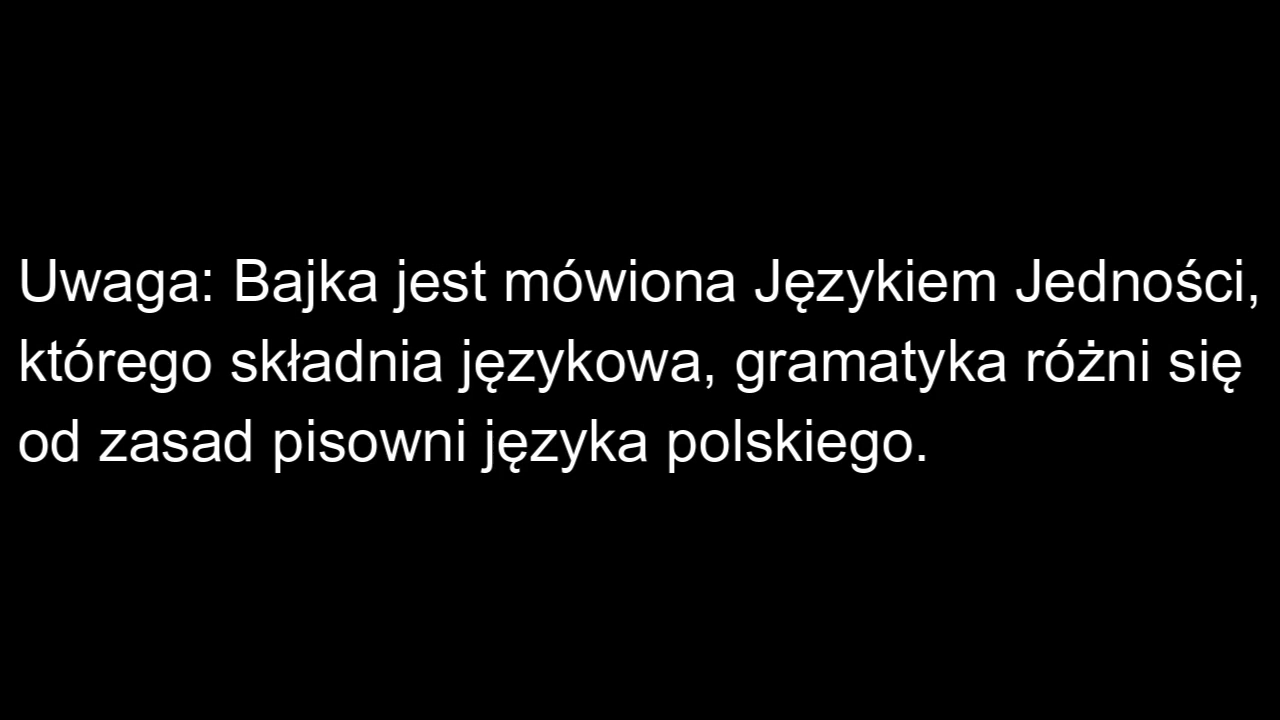 Uwaga: Bajka jest mówiona Językiem Jedności,
którego składnia językowa, gramatyka różni się
od zasad pisowni języka polskiego.